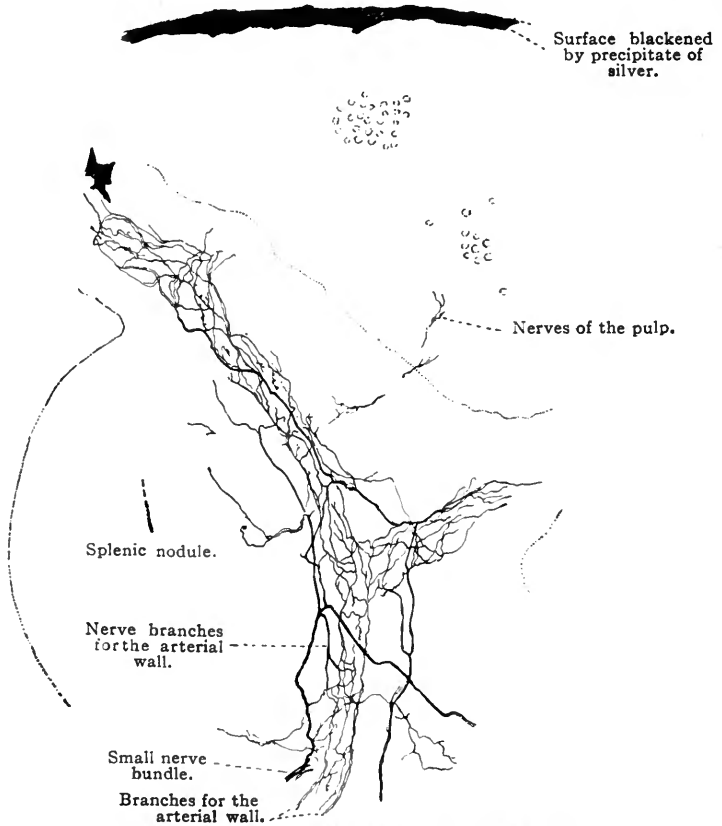 Surface blackened
by precipitate of
silver.
Nerves of the pulp.
Splenic nodule.
Nerve branches
for the arterial
wall.
Small nerve
bundle.
Branches for the
arterial wall.